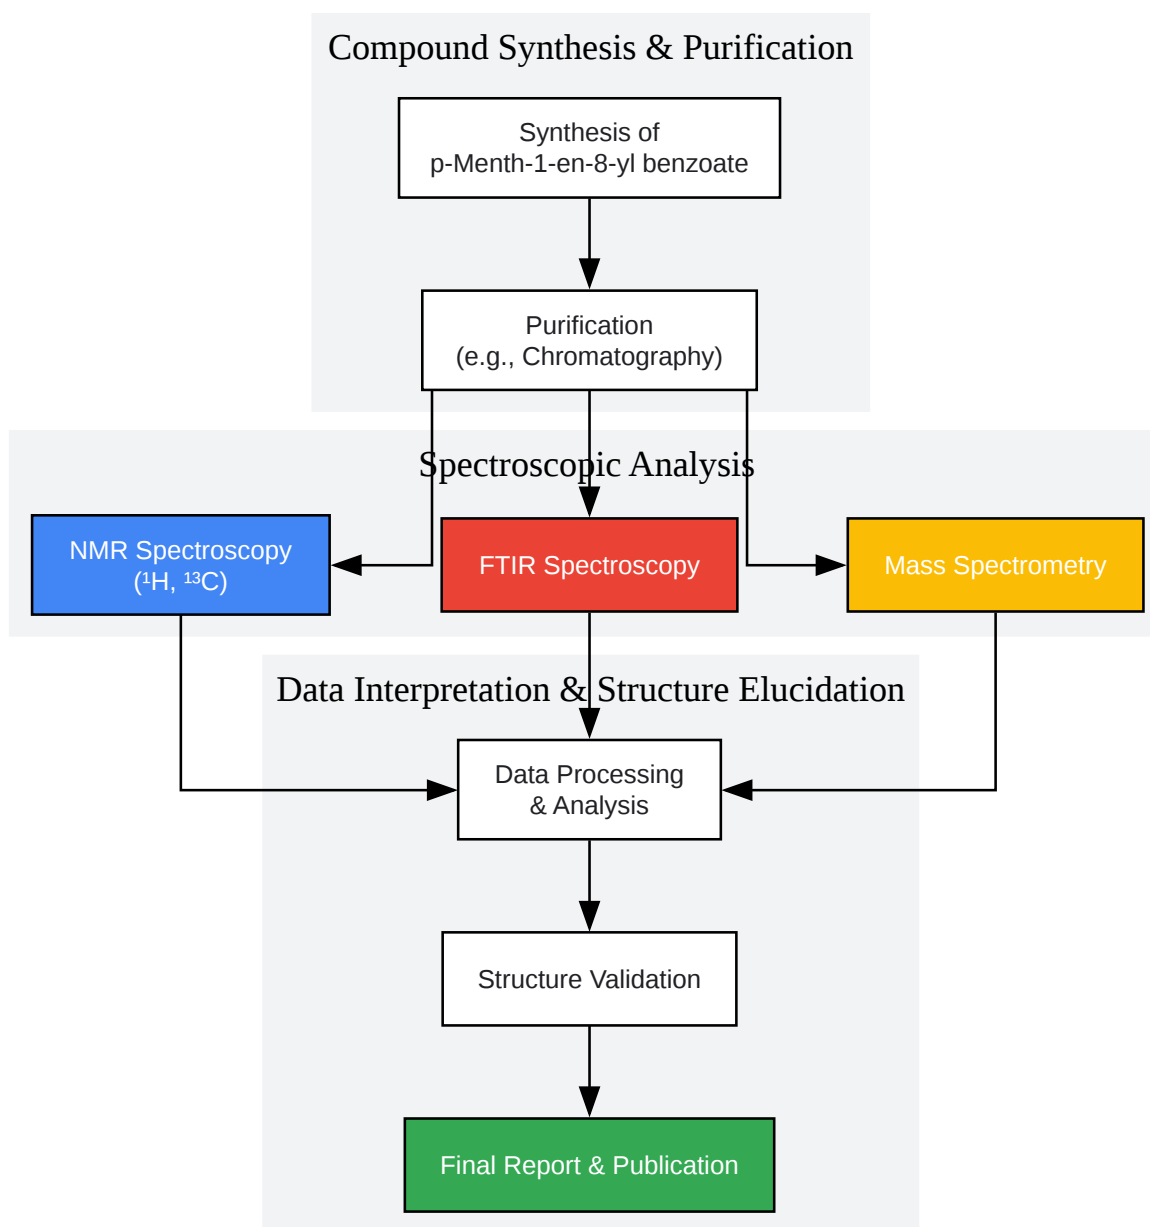 Compound Synthesis & Purification
Synthesis of
p-Menth-1-en-8-yl benzoate
Purification
(e.g., Chromatography)
Spectroscopic Analysis
NMR Spectroscopy
(¹H, ¹³C)
FTIR Spectroscopy
Mass Spectrometry
Data Interpretation & Structure Elucidation
Data Processing
& Analysis
Structure Validation
Final Report & Publication